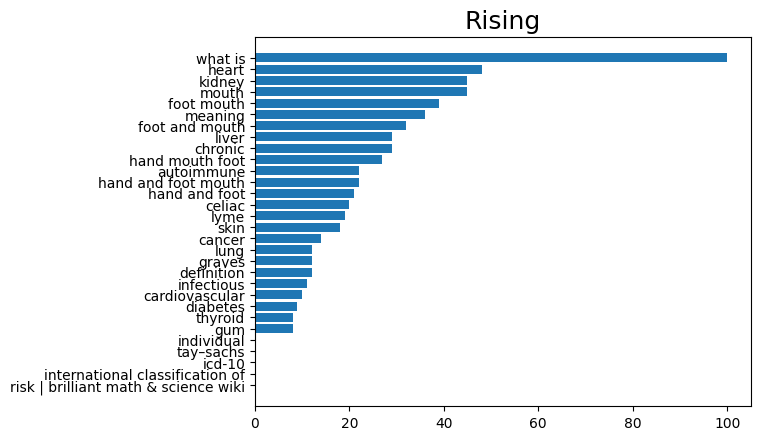 Rising
what is
heart
kidney
mouth
foot mouth
meaning
foot and mouth
liver
chronic
hand mouth foot
autoimmune
hand and foot mouth
hand and foot
celiac
lyme
skin
cancer
lung
graves
definition
infectious
cardiovascular
diabetes
thyroid
gum
individual
tay–sachs
icd-10
international classification of
risk | brilliant math & science wiki
0 20 40 60 80 100